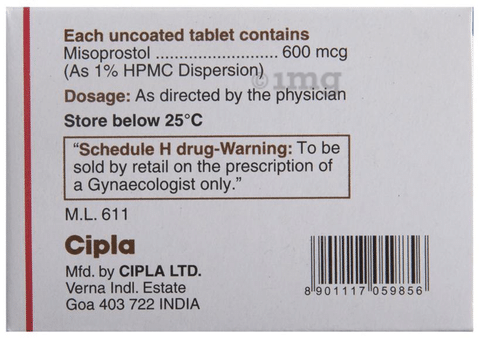 Each uncoated tablet contains
Misoprostol ........................... 600 mcg
(As 1% HPMC Dispersion)
1mg
Dosage: As directed by the physician
Store below 25°C
“Schedule H drug-Warning: To be
sold by retail on the prescription of
a Gynaecologist only.”
M.L. 611
Cipla
Mfd. by CIPLA LTD.
Verna Indl. Estate
Goa 403 722 INDIA
8 901117 059856